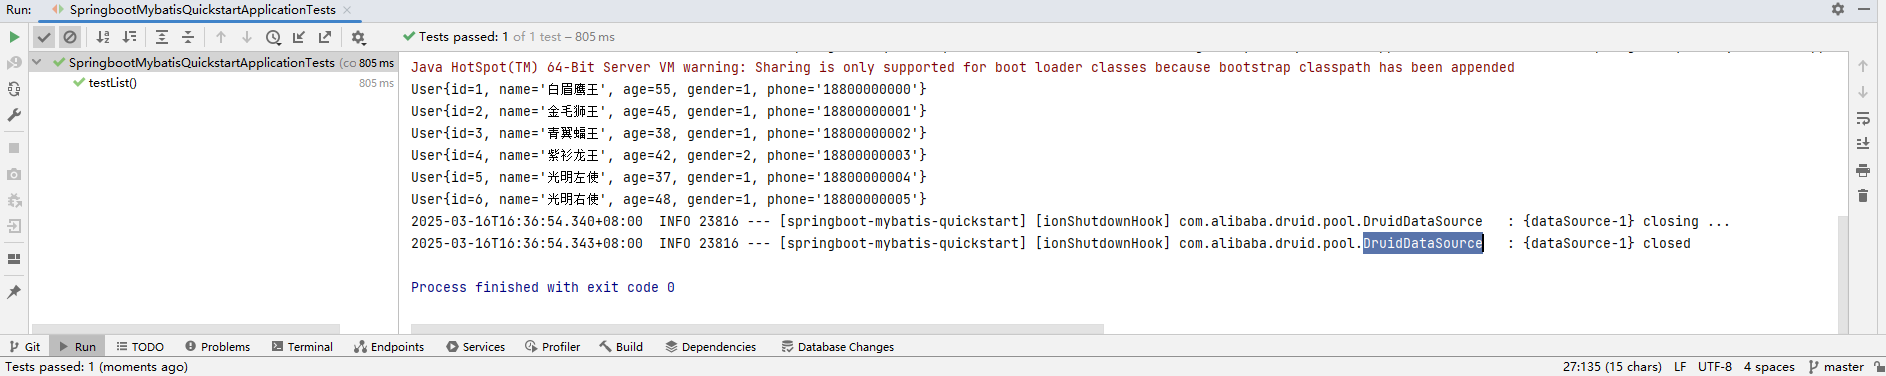 Run: SpringbootMybatisQuickstartApplicationTests
Tests passed: 1 of 1 test – 805 ms
SpringbootMybatisQuickstartApplicationTests (co 805 ms
testList() 805 ms
Java HotSpot(TM) 64-Bit Server VM warning: Sharing is only supported for boot loader classes because bootstrap classpath has been appended
User{id=1, name='白眉鹰王', age=55, gender=1, phone='18800000000'}
User{id=2, name='金毛狮王', age=45, gender=1, phone='18800000001'}
User{id=3, name='青翼蝠王', age=38, gender=1, phone='18800000002'}
User{id=4, name='紫衫龙王', age=42, gender=2, phone='18800000003'}
User{id=5, name='光明左使', age=37, gender=1, phone='18800000004'}
User{id=6, name='光明右使', age=48, gender=1, phone='18800000005'}
2025-03-16T16:36:54.340+08:00  INFO 23816 --- [springboot-mybatis-quickstart] [ionShutdownHook] com.alibaba.druid.pool.DruidDataSource   : {dataSource-1} closing ...
2025-03-16T16:36:54.343+08:00  INFO 23816 --- [springboot-mybatis-quickstart] [ionShutdownHook] com.alibaba.druid.pool.DruidDataSource   : {dataSource-1} closed
Process finished with exit code 0
Git Run TODO Problems Terminal Endpoints Services Profiler Build Dependencies Database Changes
Tests passed: 1 (moments ago) 27:135 (15 chars) LF UTF-8 4 spaces master